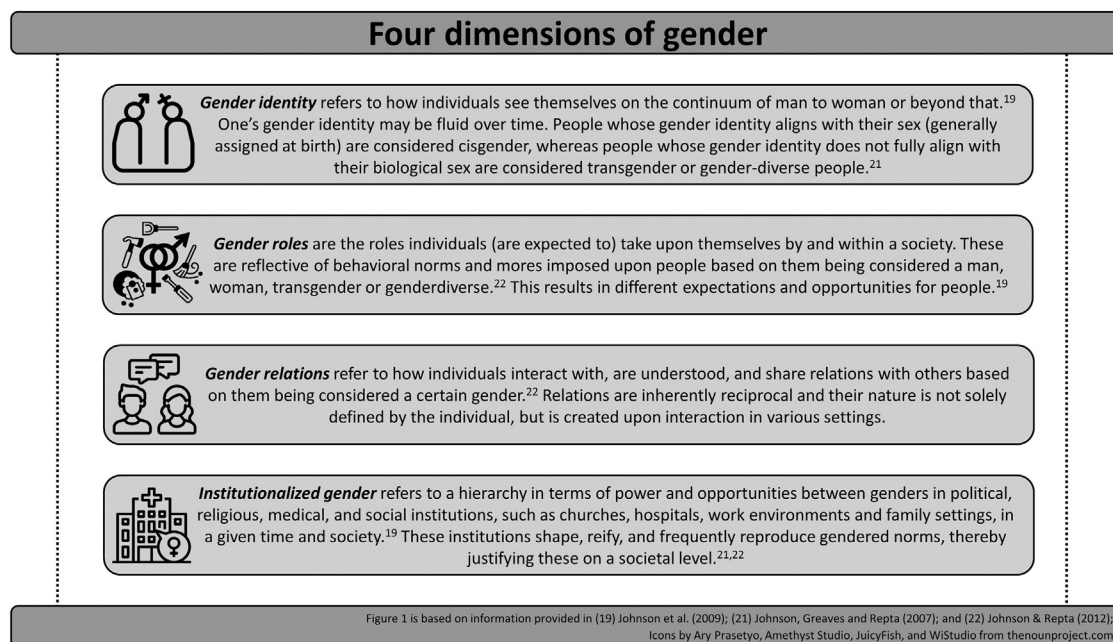 Four dimensions of gender
Gender identity refers to how individuals see themselves on the continuum of man to woman or beyond that.19
One's gender identity may be fluid over time. People whose gender identity aligns with their sex (generally
assigned at birth) are considered cisgender, whereas people whose gender identity does not fully align with
their biological sex are considered transgender or gender-diverse people.21
Gender roles are the roles individuals (are expected to) take upon themselves by and within a society. These
are reflective of behavioral norms and mores imposed upon people based on them being considered a man,
woman, transgender or genderdiverse.22 This results in different expectations and opportunities for people.19
Gender relations refer to how individuals interact with, are understood, and share relations with others based
on them being considered a certain gender.22 Relations are inherently reciprocal and their nature is not solely
defined by the individual, but is created upon interaction in various settings.
Institutionalized gender refers to a hierarchy in terms of power and opportunities between genders in political,
religious, medical, and social institutions, such as churches, hospitals, work environments and family settings, in
a given time and society.19 These institutions shape, reify, and frequently reproduce gendered norms, thereby
justifying these on a societal level.21,22
Figure 1 is based on information provided in (19) Johnson et al. (2009); (21) Johnson, Greaves and Repta (2007); and (22) Johnson & Repta (2012);
Icons by Ary Prasetyo, Amethyst Studio, JuicyFish, and WiStudio from thenounproject.com